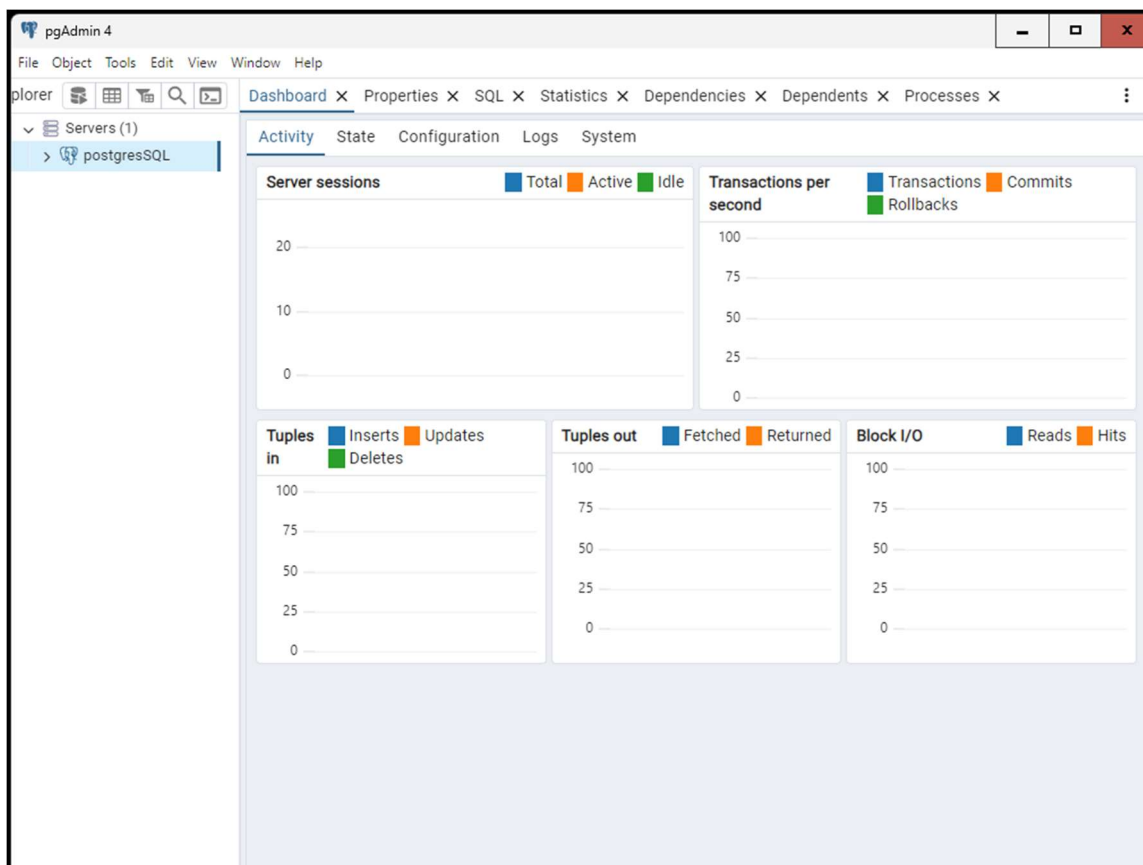 pgAdmin 4
File Object Tools Edit View Window Help
plorer
Dashboard Properties SQL Statistics Dependencies Dependents Processes
Servers (1)
postgresSQL
Activity State Configuration Logs System
Server sessions
Total Active Idle
20
10
0
Transactions per
second
Transactions Commits
Rollbacks
100
75
50
25
0
Tuples
in
Inserts Updates
Deletes
100
75
50
25
0
Tuples out
Fetched Returned
100
75
50
25
0
Block I/O
Reads Hits
100
75
50
25
0